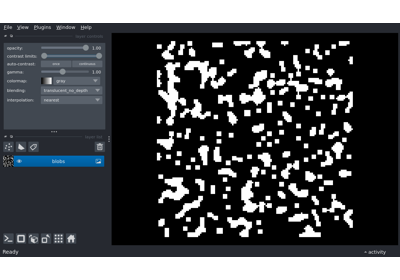 File View Plugins Window Help
opacity: 1.00
contrast limits:
auto-contrast: once continuous
gamma: 1.00
colormap: gray
blending: translucent_no_depth
interpolation: nearest
blobs
Ready
activity